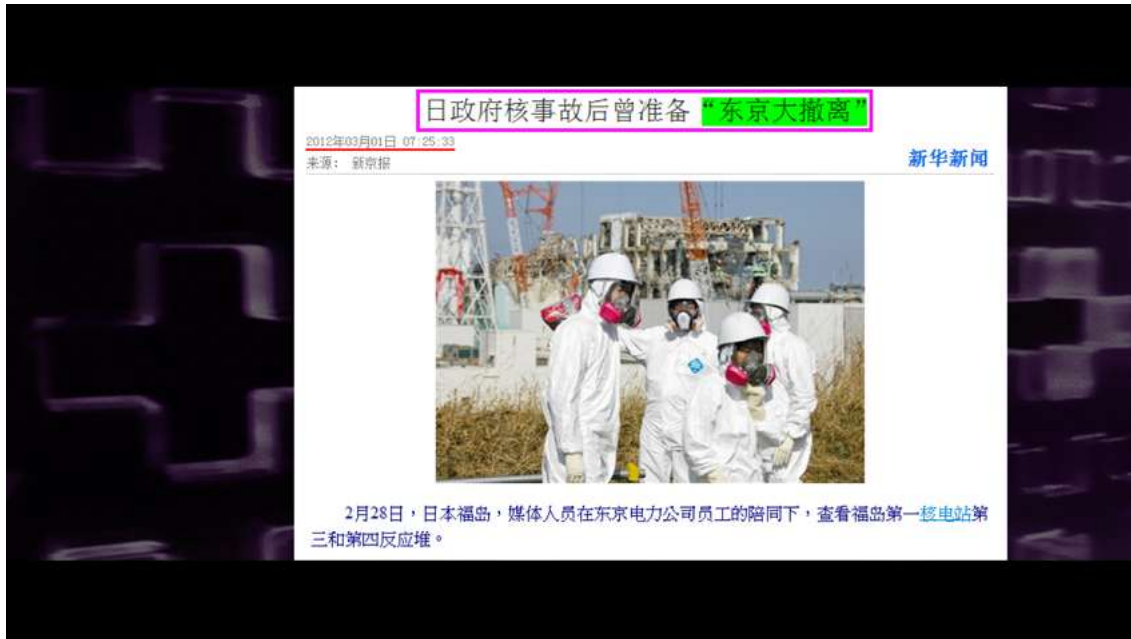 日政府核事故后曾准备“东京大撤离”
2012年03月01日 07:25:33
来源： 新京报
新华新闻
2月28日，日本福岛，媒体人员在东京电力公司员工的陪同下，查看福岛第一核电站第
三和第四反应堆。